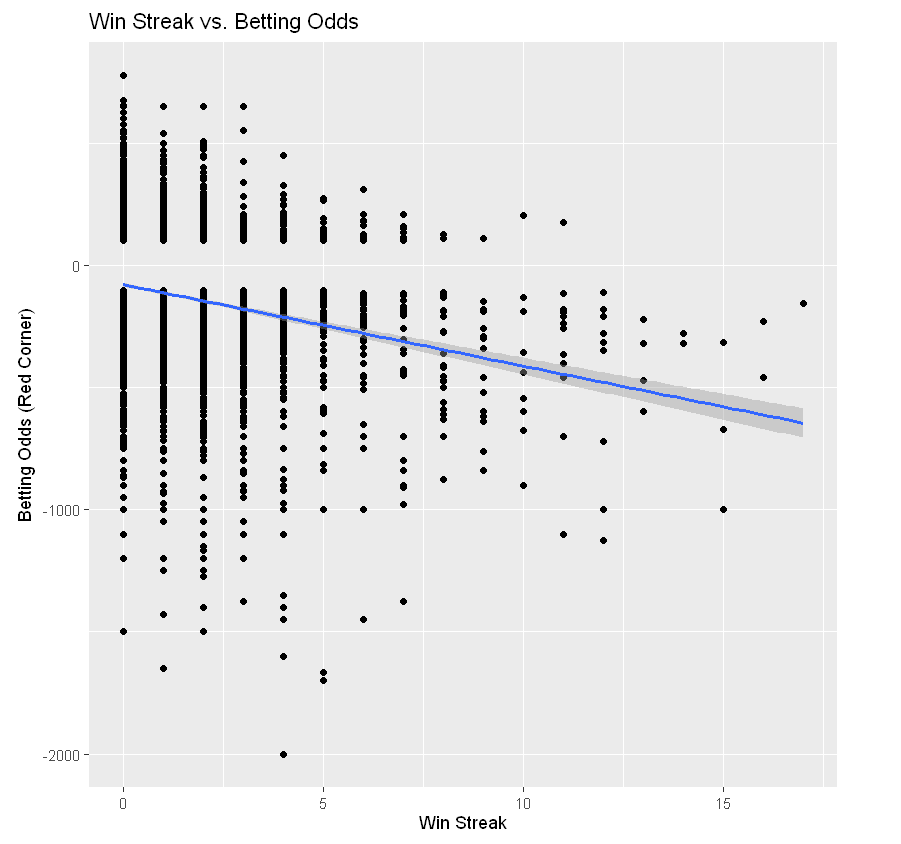 Win Streak vs. Betting Odds
Betting Odds (Red Corner)
0
-1000
-2000
0
5
10
15
Win Streak